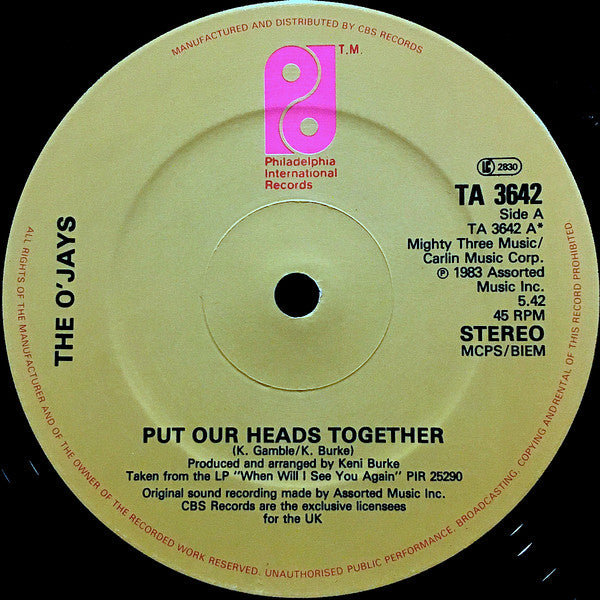 MANUFACTURED AND DISTRIBUTED BY CBS RECORDS
T.M.
Philadelphia
International
Records
LC 2830
TA 3642
Side A
TA 3642 A*
Mighty Three Music/
Carlin Music Corp.
℗ 1983 Assorted
Music Inc.
5.42
45 RPM
STEREO
MCPS/BIEM
THE O'JAYS
PUT OUR HEADS TOGETHER
(K. Gamble/K. Burke)
Produced and arranged by Keni Burke
Taken from the LP "When Will I See You Again" PIR 25290
Original sound recording made by Assorted Music Inc.
CBS Records are the exclusive licensees
for the UK
ALL RIGHTS OF THE MANUFACTURER AND OF THE OWNER OF THE RECORDED WORK RESERVED. UNAUTHORISED PUBLIC PERFORMANCE. BROADCASTING, COPYING ANDRENTAL OF THIS RECORD PROHIBITED